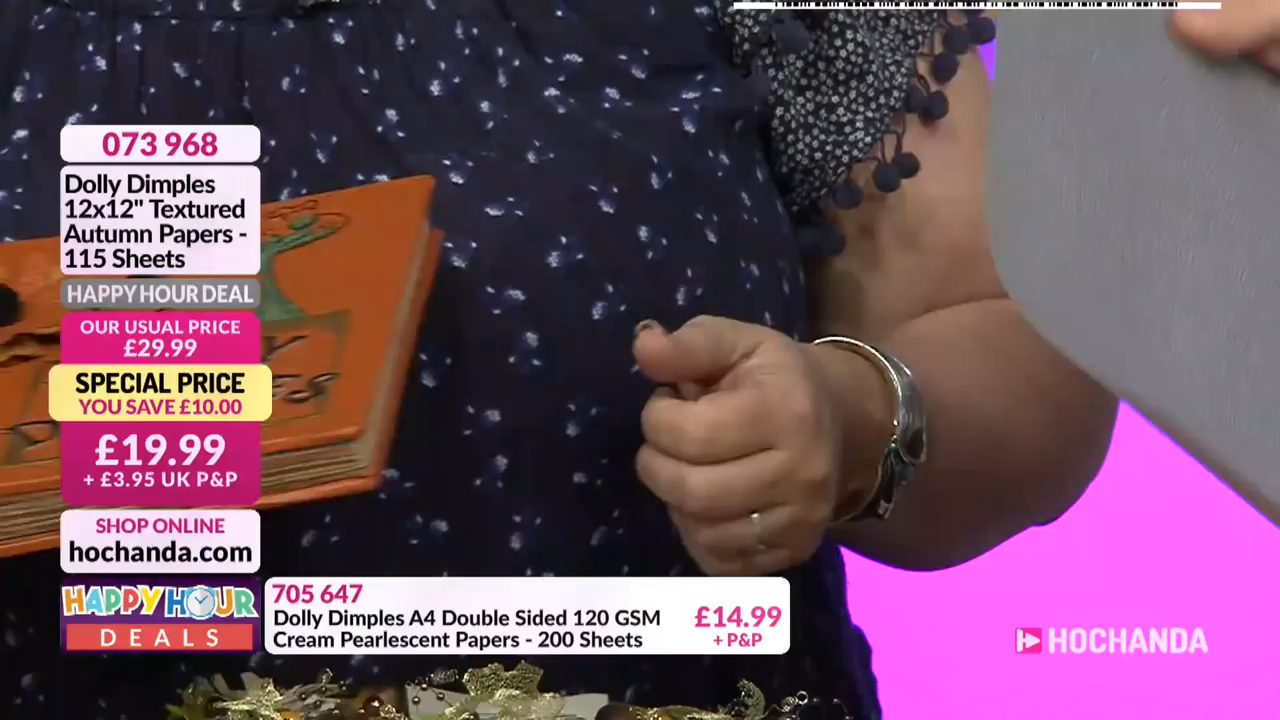 073 968
Dolly Dimples
12x12" Textured
Autumn Papers -
115 Sheets
HAPPY HOUR DEAL
OUR USUAL PRICE
£29.99
SPECIAL PRICE
YOU SAVE £10.00
£19.99
+ £3.95 UK P&P
SHOP ONLINE
hochanda.com
HAPPY HOUR
DEALS
705 647
Dolly Dimples A4 Double Sided 120 GSM
Cream Pearlescent Papers - 200 Sheets
£14.99
+ P&P
HOCHANDA